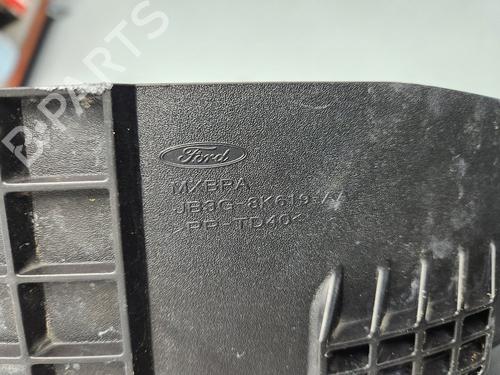 B PARTS
Ford
MXBRA
JB3G-8K619-A
>PP-TD40<